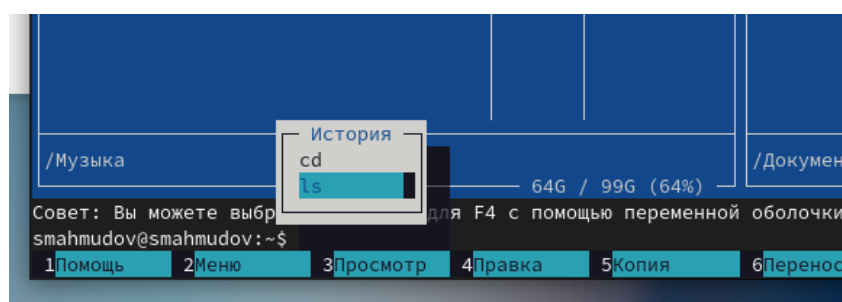 История
cd
ls
/Музыка
64G / 99G (64%)
/Докумен
Совет: Вы можете выбр для F4 с помощью переменной оболочки
smahmudov@smahmudov:~$
1Помощь 2Меню 3Просмотр 4Правка 5Копия 6Перенос